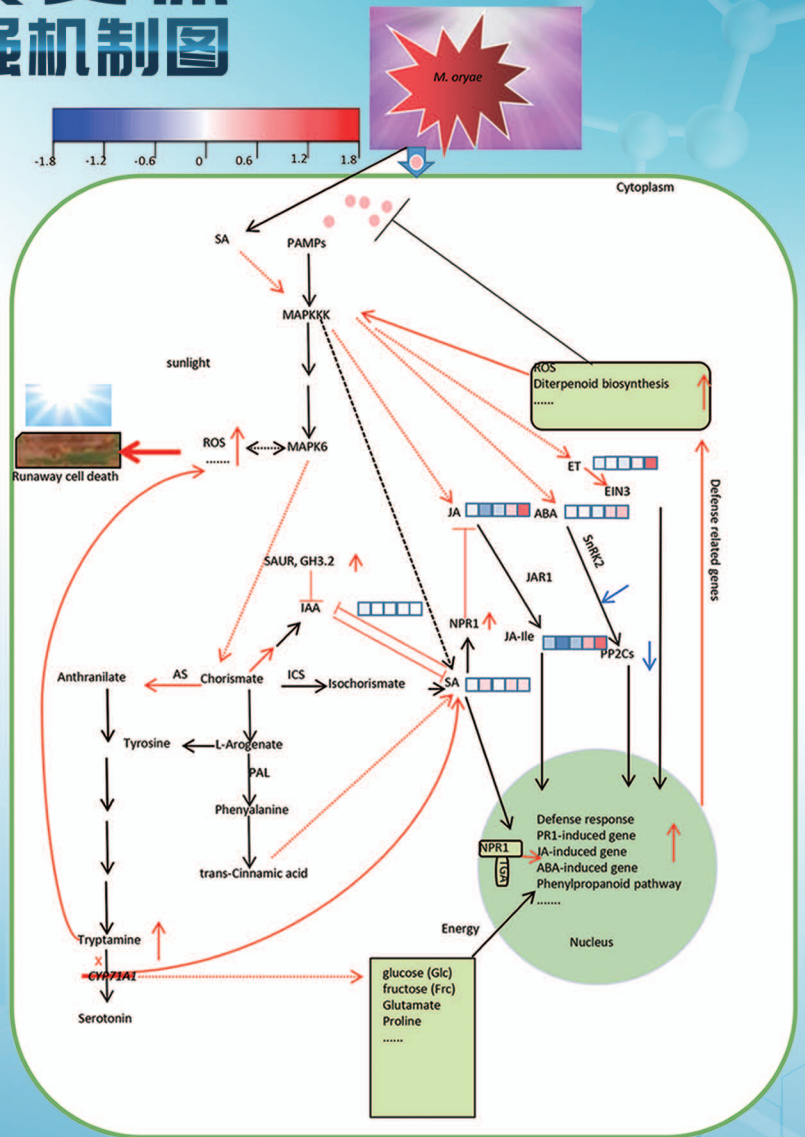 强机制图
M. oryae
-1.8 -1.2 -0.6 0 0.6 1.2 1.8
Cytoplasm
SA
PAMPs
MAPKKK
sunlight
ROS
Diterpenoid biosynthesis
......
ROS
.......
MAPK6
Runaway cell death
ET
EIN3
JA
ABA
Defense related genes
SnRK2
SAUR, GH3.2
JAR1
IAA
NPR1
JA-Ile
PP2Cs
Anthranilate
AS
Chorismate
ICS
Isochorismate
SA
Tyrosine
L-Arogenate
PAL
Phenyalanine
trans-Cinnamic acid
Defense response
PR1-induced gene
JA-induced gene
ABA-induced gene
Phenylpropanoid pathway
.......
NPR1
TGA
Nucleus
Tryptamine
Energy
x
CYP71A1
Serotonin
glucose (Glc)
fructose (Frc)
Glutamate
Proline
......